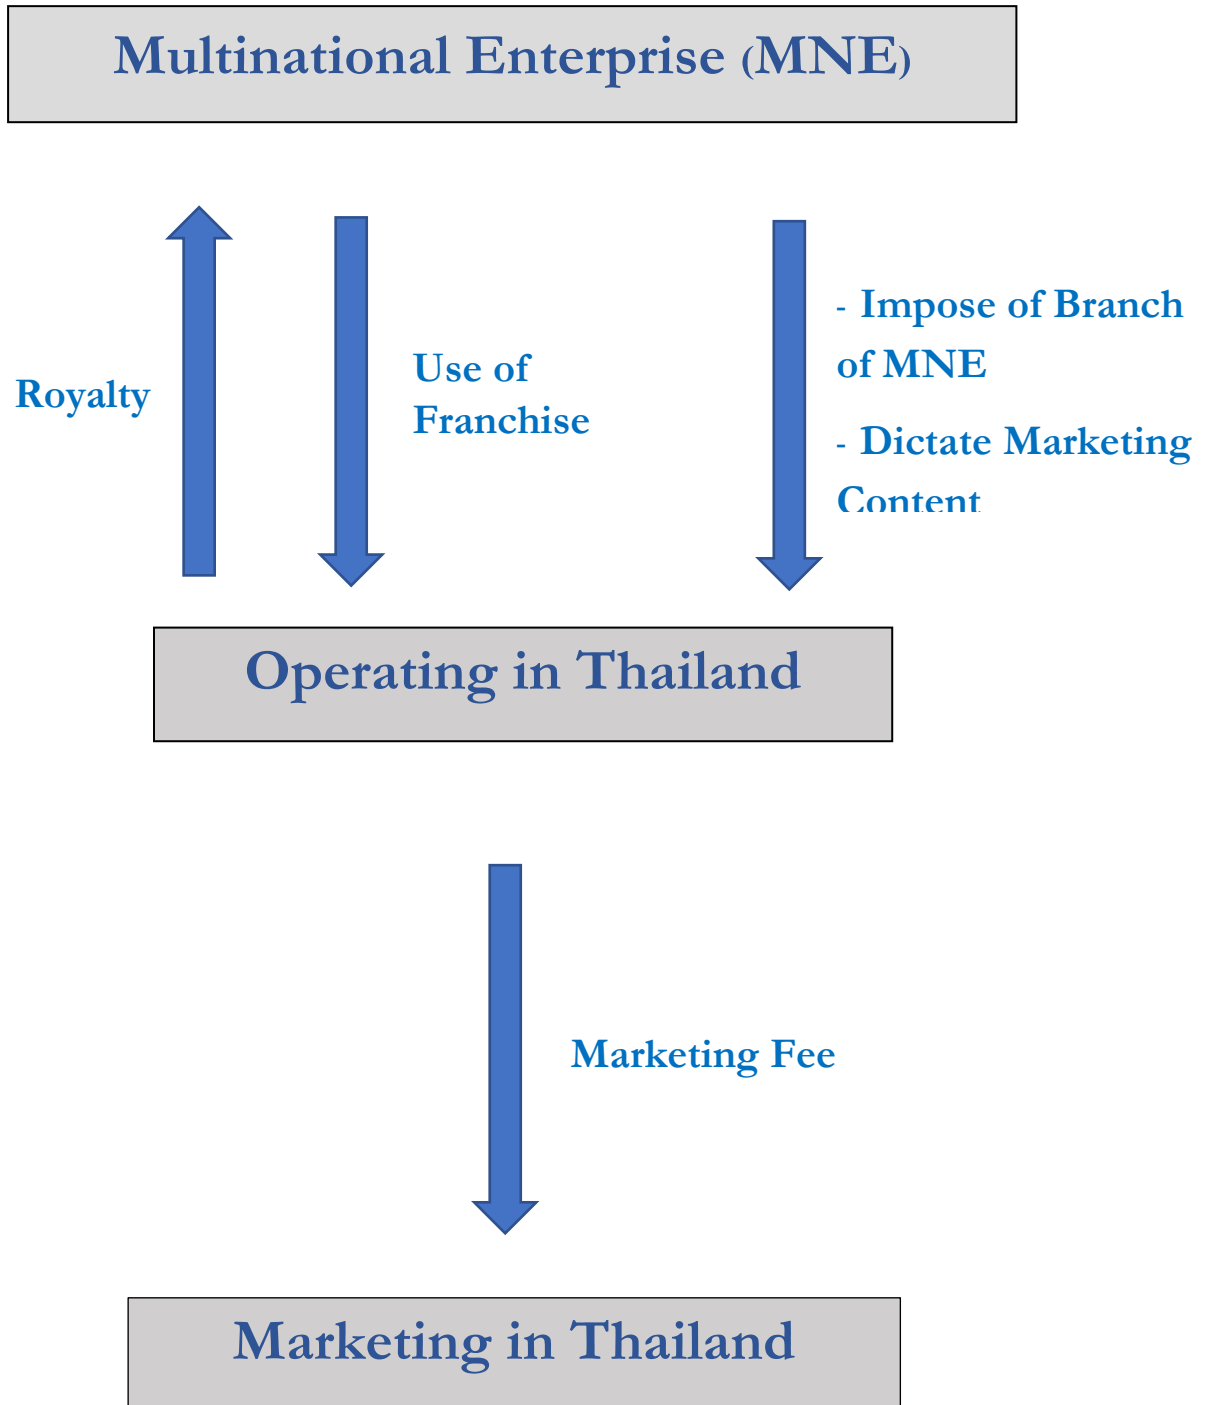 Multinational Enterprise (MNE)
- Impose of Branch
of MNE
Use of
Franchise
Royalty
- Dictate Marketing
Content
Operating in Thailand
Marketing Fee
Marketing in Thailand